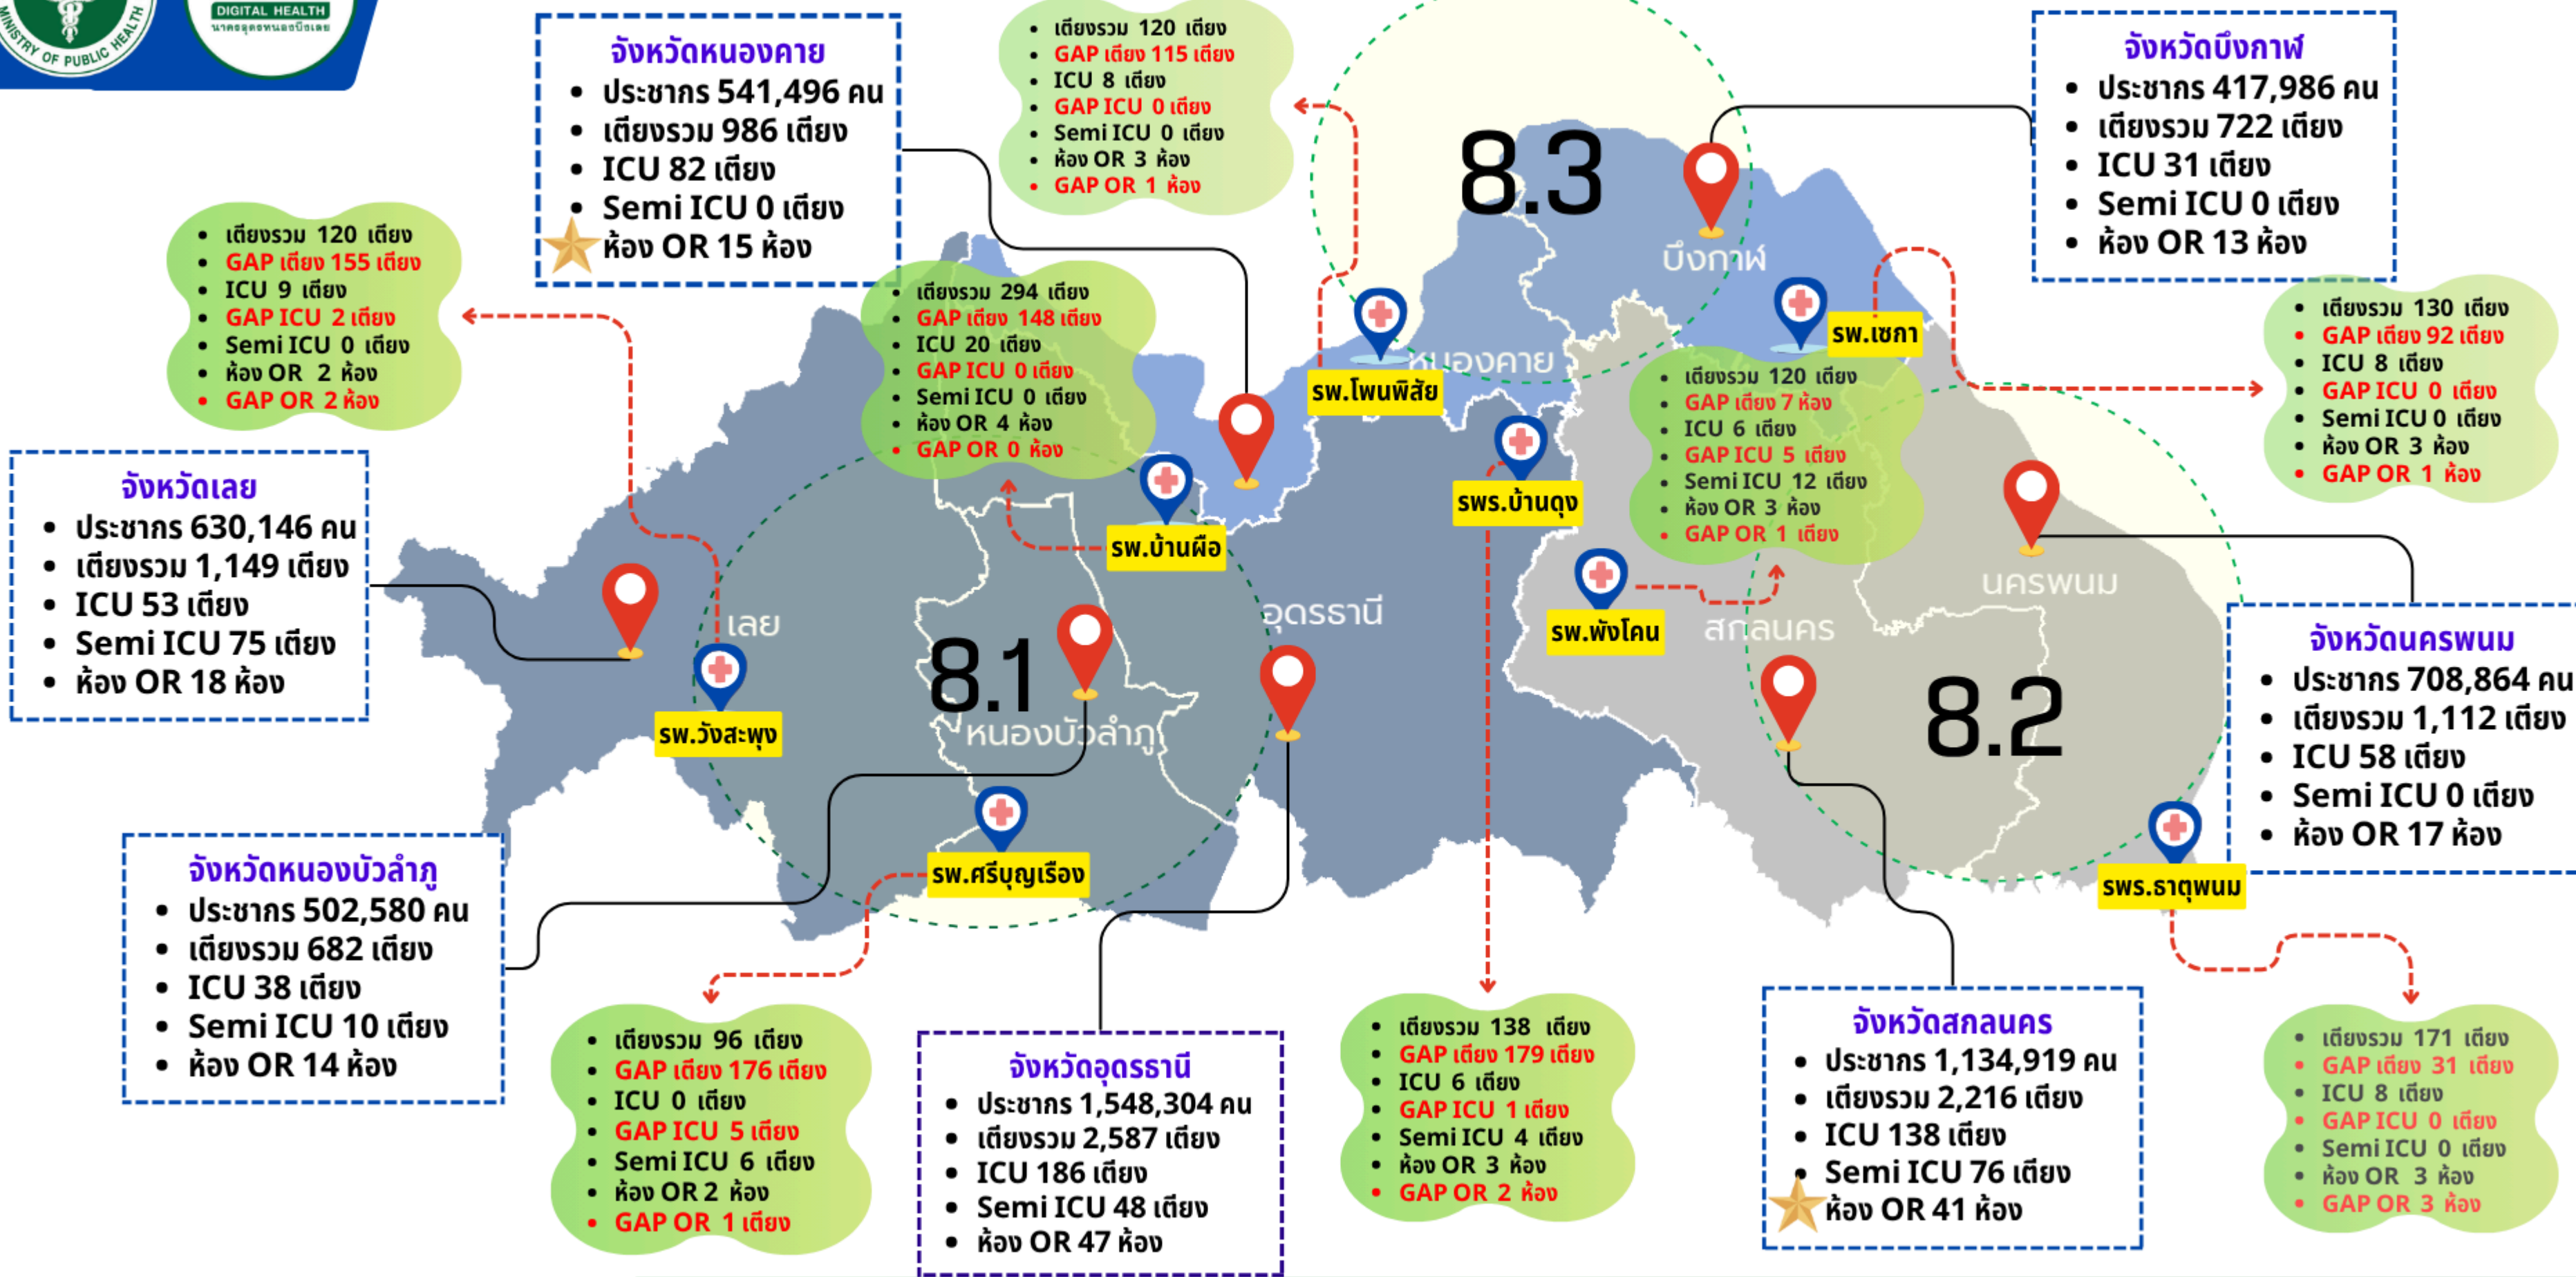 MINISTRY OF PUBLIC HEALTH
DIGITAL HEALTH
นาครอุดรหนองบึงเลย
จังหวัดหนองคาย
• ประชากร 541,496 คน
• เตียงรวม 986 เตียง
• ICU 82 เตียง
• Semi ICU 0 เตียง
ห้อง OR 15 ห้อง
• เตียงรวม 120 เตียง
• GAP เตียง 115 เตียง
• ICU 8 เตียง
• GAP ICU 0 เตียง
• Semi ICU 0 เตียง
• ห้อง OR 3 ห้อง
• GAP OR 1 ห้อง
จังหวัดบึงกาฬ
• ประชากร 417,986 คน
• เตียงรวม 722 เตียง
• ICU 31 เตียง
• Semi ICU 0 เตียง
• ห้อง OR 13 ห้อง
• เตียงรวม 120 เตียง
• GAP เตียง 155 เตียง
• ICU 9 เตียง
• GAP ICU 2 เตียง
• Semi ICU 0 เตียง
• ห้อง OR 2 ห้อง
• GAP OR 2 ห้อง
• เตียงรวม 294 เตียง
• GAP เตียง 148 เตียง
• ICU 20 เตียง
• GAP ICU 0 เตียง
• Semi ICU 0 เตียง
• ห้อง OR 4 ห้อง
• GAP OR 0 ห้อง
8.3
บึงกาฬ
รพ.เซกา
หนองคาย
รพ.โพนพิสัย
• เตียงรวม 130 เตียง
• GAP เตียง 92 เตียง
• ICU 8 เตียง
• GAP ICU 0 เตียง
• Semi ICU 0 เตียง
• ห้อง OR 3 ห้อง
• GAP OR 1 ห้อง
• เตียงรวม 120 เตียง
• GAP เตียง 7 ห้อง
• ICU 6 เตียง
• GAP ICU 5 เตียง
• Semi ICU 12 เตียง
• ห้อง OR 3 ห้อง
• GAP OR 1 เตียง
รพร.บ้านดุง
รพ.บ้านผือ
จังหวัดเลย
• ประชากร 630,146 คน
• เตียงรวม 1,149 เตียง
• ICU 53 เตียง
• Semi ICU 75 เตียง
• ห้อง OR 18 ห้อง
เลย
8.1
หนองบัวลำภู
อุดรธานี
รพ.พังโคน
สกลนคร
นครพนม
8.2
รพ.วังสะพุง
รพ.ศรีบุญเรือง
รพร.ธาตุพนม
จังหวัดนครพนม
• ประชากร 708,864 คน
• เตียงรวม 1,112 เตียง
• ICU 58 เตียง
• Semi ICU 0 เตียง
• ห้อง OR 17 ห้อง
จังหวัดหนองบัวลำภู
• ประชากร 502,580 คน
• เตียงรวม 682 เตียง
• ICU 38 เตียง
• Semi ICU 10 เตียง
• ห้อง OR 14 ห้อง
• เตียงรวม 96 เตียง
• GAP เตียง 176 เตียง
• ICU 0 เตียง
• GAP ICU 5 เตียง
• Semi ICU 6 เตียง
• ห้อง OR 2 ห้อง
• GAP OR 1 เตียง
จังหวัดอุดรธานี
• ประชากร 1,548,304 คน
• เตียงรวม 2,587 เตียง
• ICU 186 เตียง
• Semi ICU 48 เตียง
• ห้อง OR 47 ห้อง
• เตียงรวม 138 เตียง
• GAP เตียง 179 เตียง
• ICU 6 เตียง
• GAP ICU 1 เตียง
• Semi ICU 4 เตียง
• ห้อง OR 3 ห้อง
• GAP OR 2 ห้อง
จังหวัดสกลนคร
• ประชากร 1,134,919 คน
• เตียงรวม 2,216 เตียง
• ICU 138 เตียง
• Semi ICU 76 เตียง
ห้อง OR 41 ห้อง
• เตียงรวม 171 เตียง
• GAP เตียง 31 เตียง
• ICU 8 เตียง
• GAP ICU 0 เตียง
• Semi ICU 0 เตียง
• ห้อง OR 3 ห้อง
• GAP OR 3 ห้อง